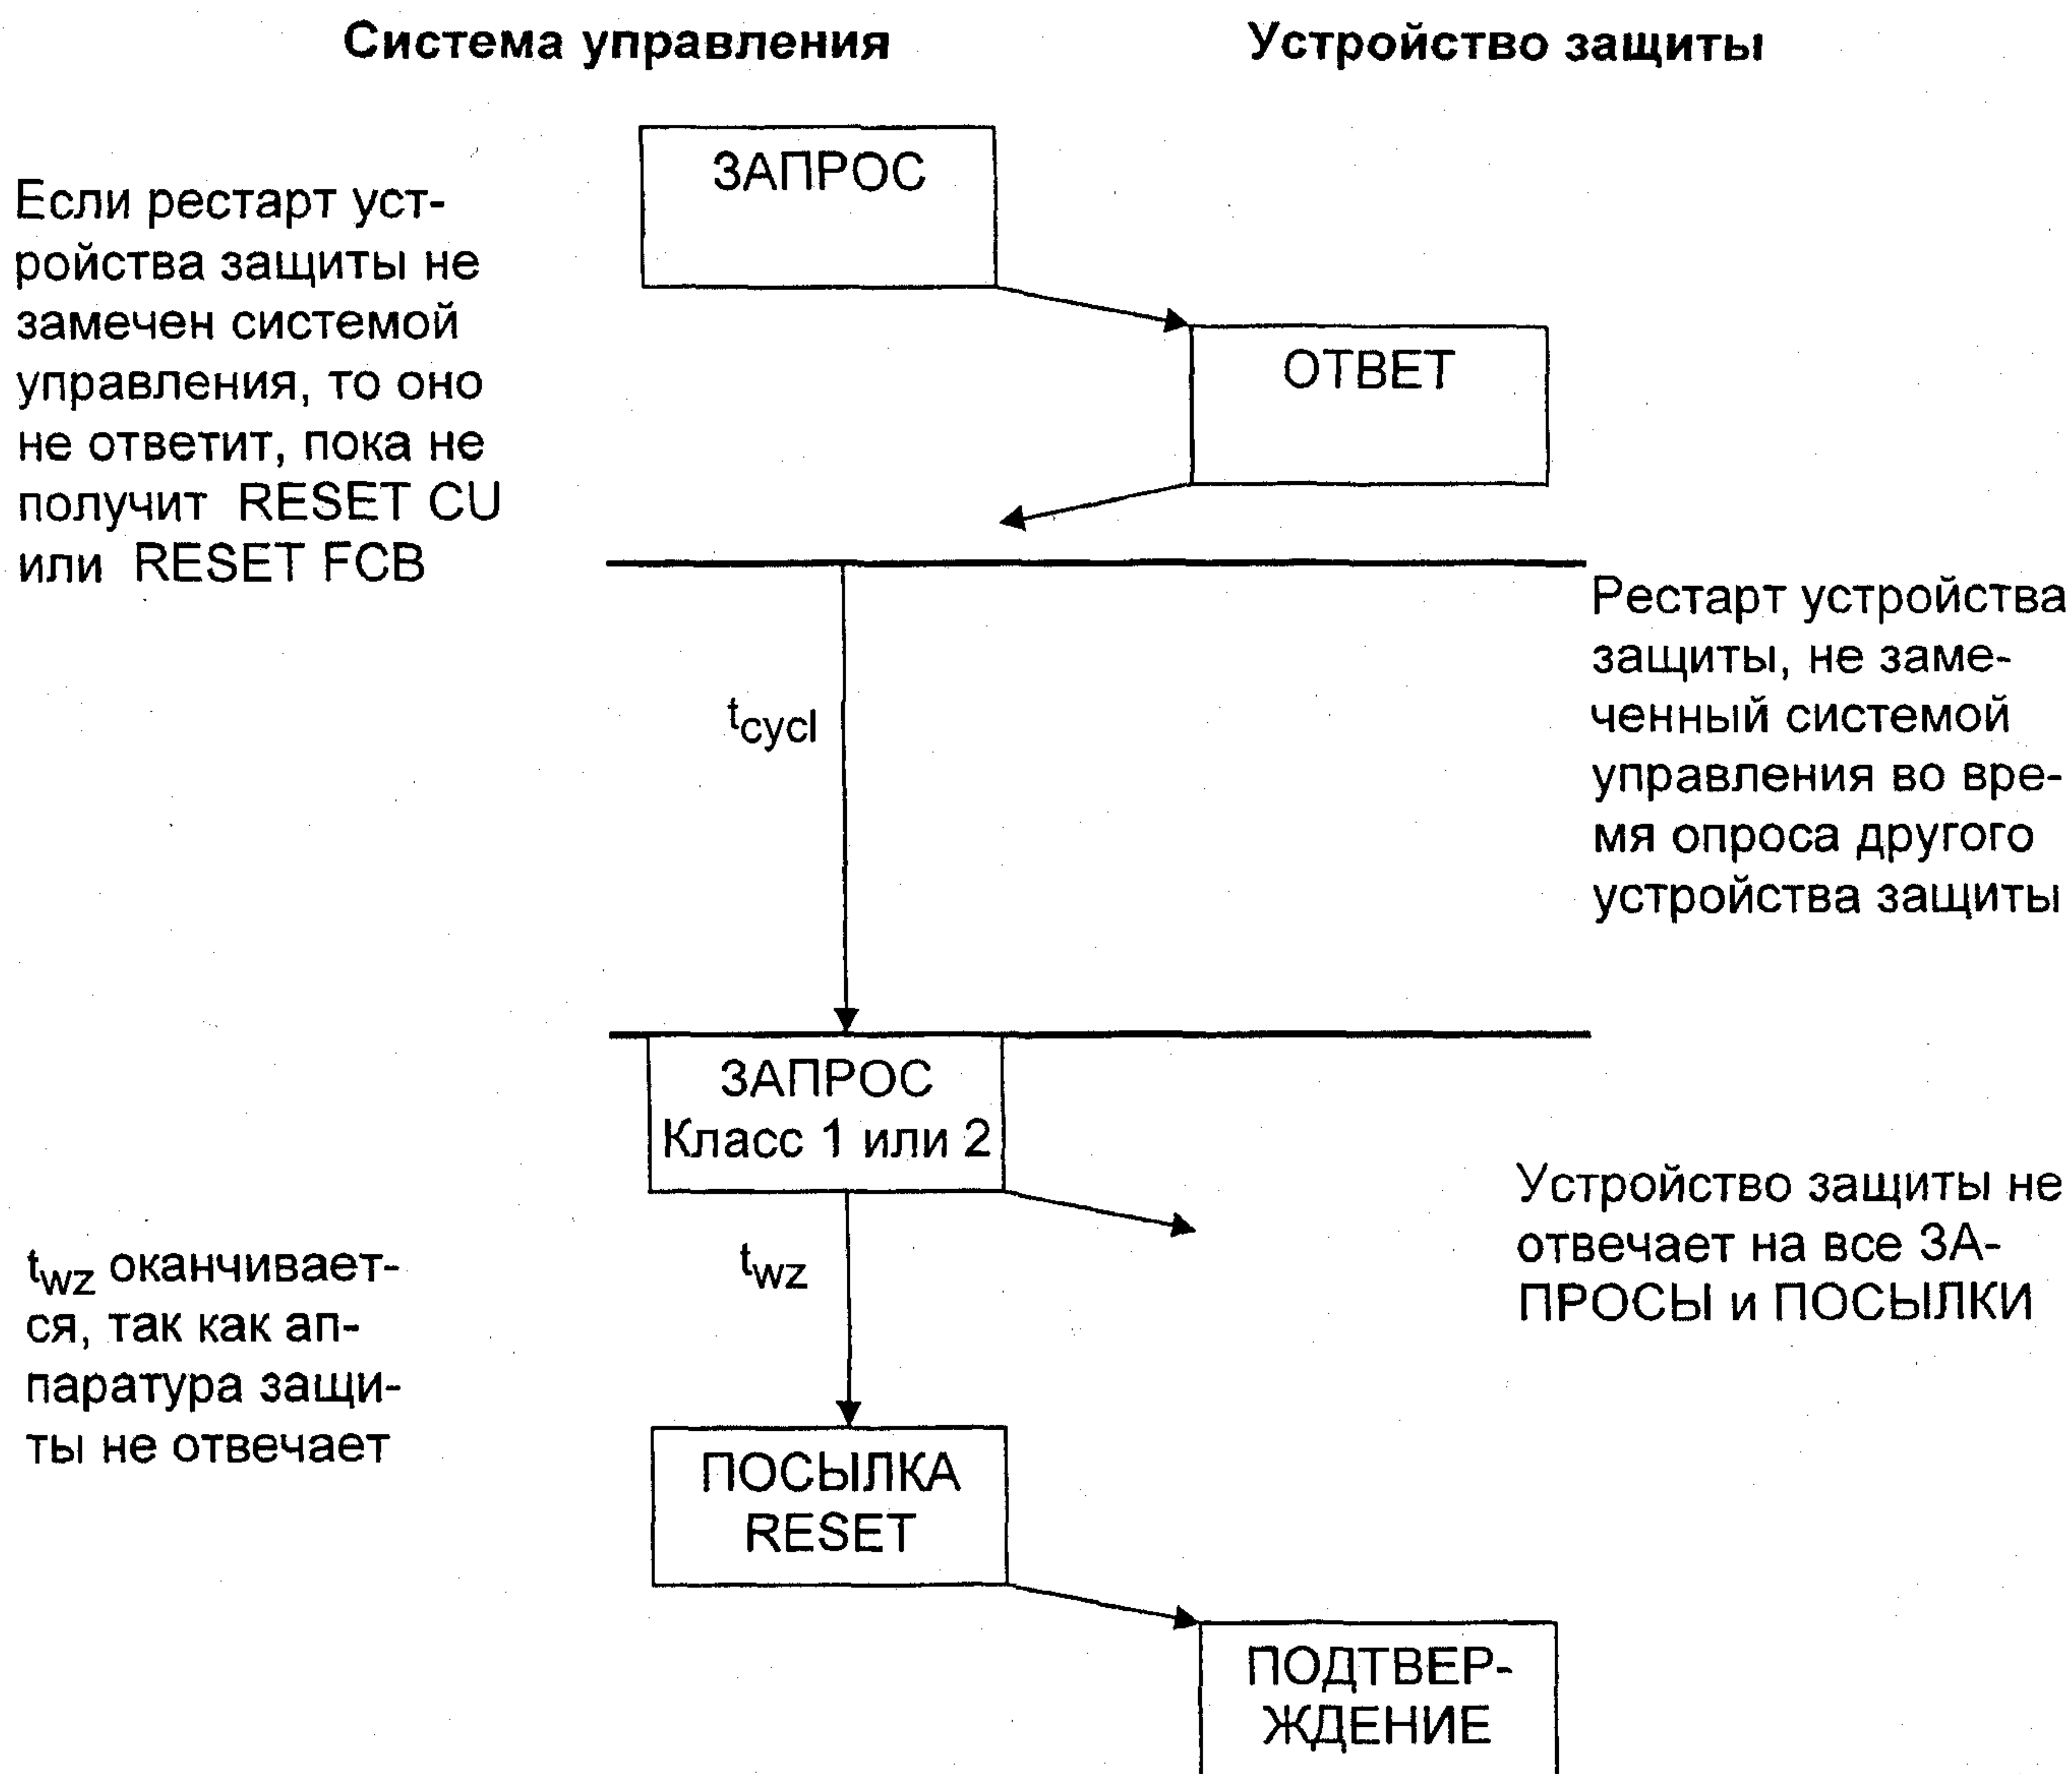 Система управления
Устройство защиты
ЗАПРОС
Если рестарт уст-
ройства защиты не
замечен системой
управления, то оно
не ответит, пока не
получит RESET CU
или RESET FCB
ОТВЕТ
Рестарт устройства
защиты, не заме-
ченный системой
управления во вре-
мя опроса другого
устройства защиты
tcycl
ЗАПРОС
Класс 1 или 2
Устройство защиты не
отвечает на все ЗА-
ПРОСЫ и ПОСЫЛКИ
twz
twz оканчивает-
ся, так как ап-
паратура защи-
ты не отвечает
ПОСЫЛКА
RESET
ПОДТВЕР-
ЖДЕНИЕ